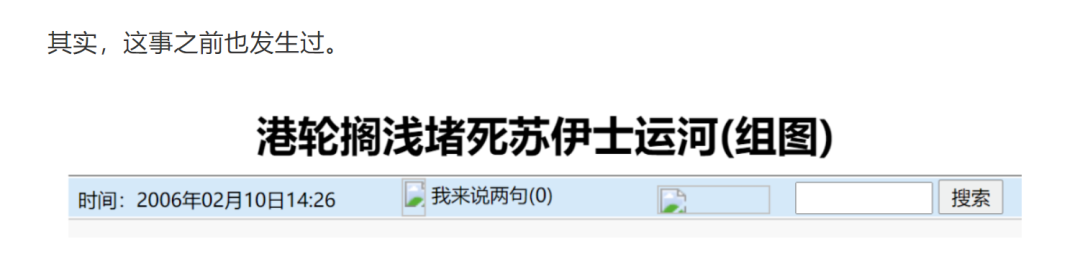 其实，这事之前也发生过。
港轮搁浅堵死苏伊士运河(组图)
时间：2006年02月10日14:26 我来说两句(0) 搜索